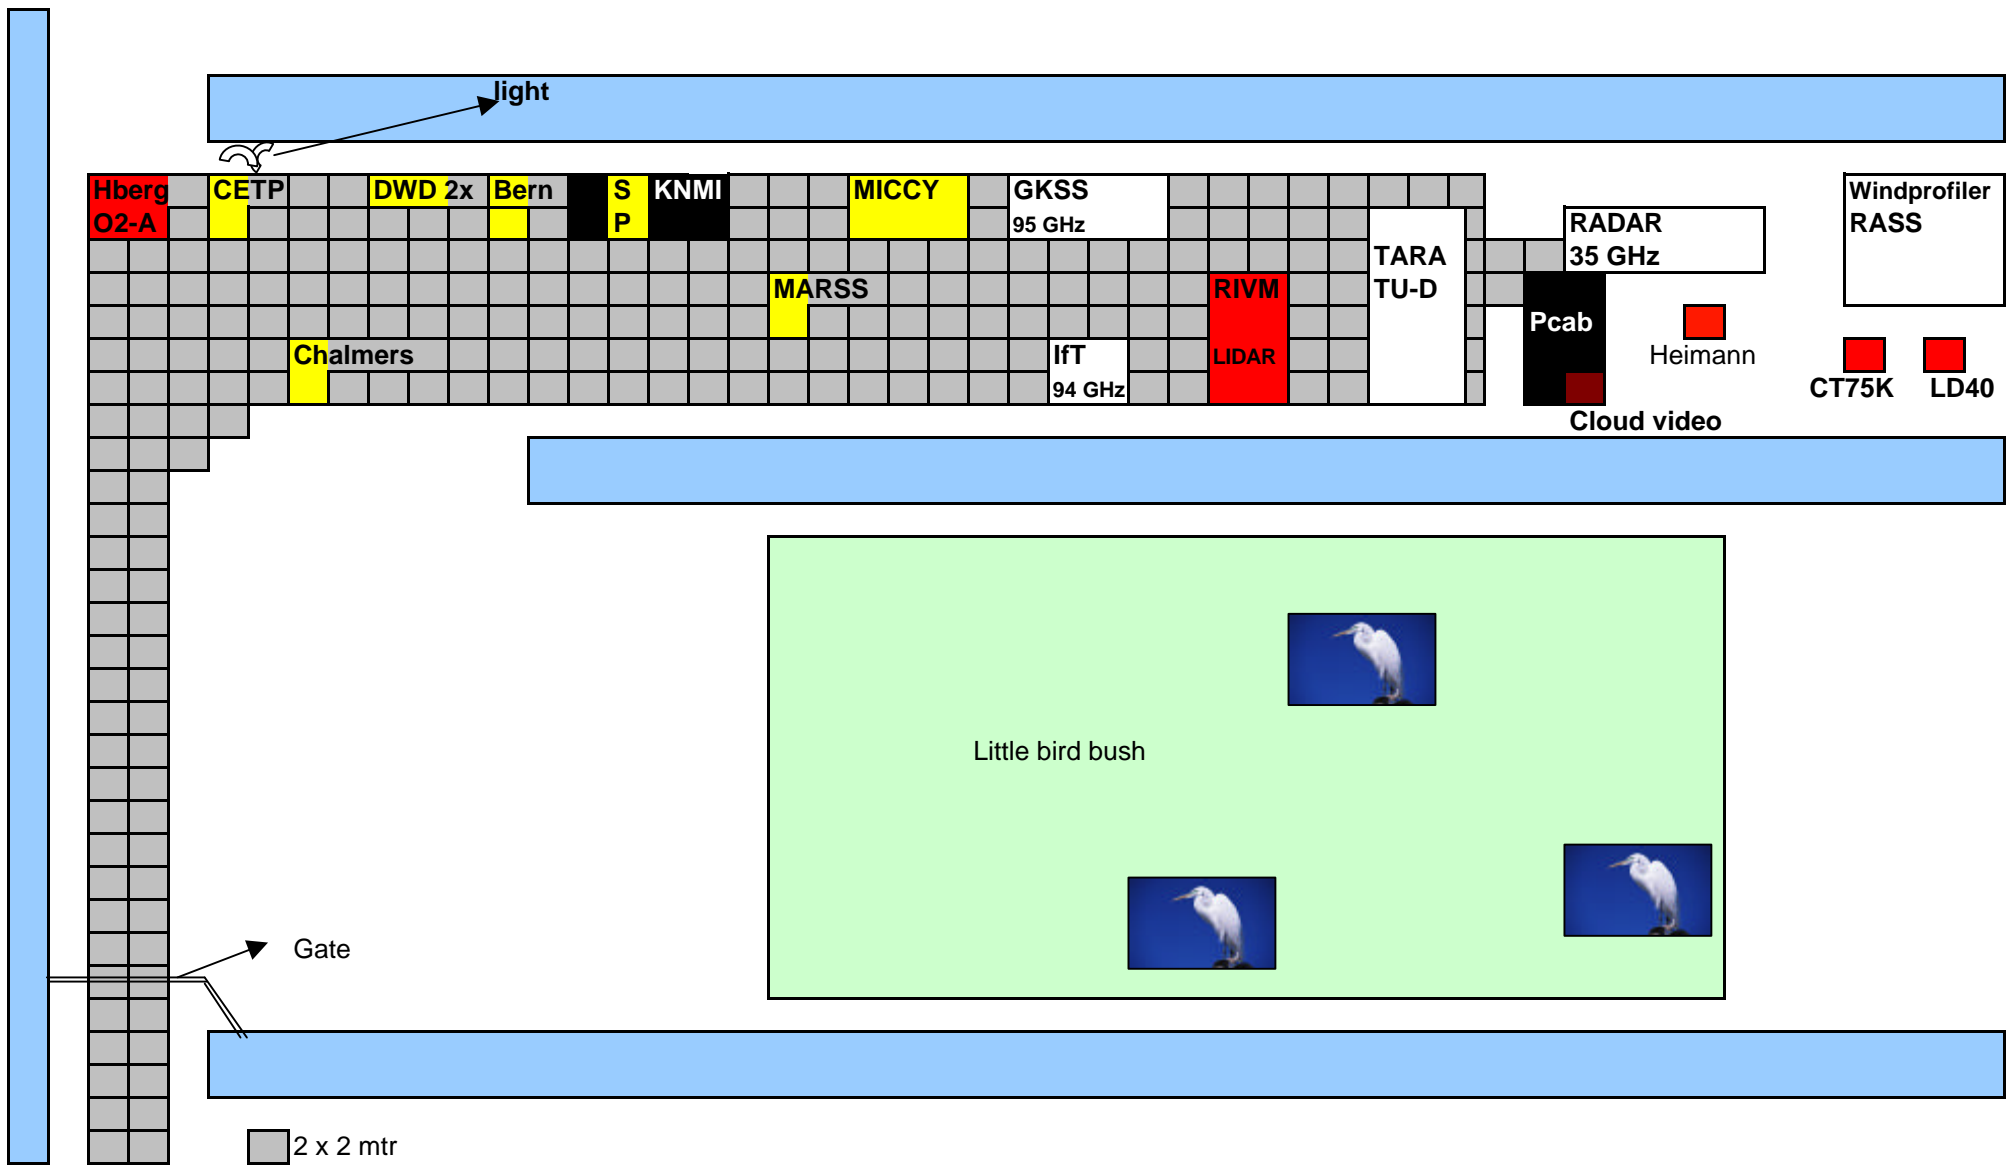 light
Hberg
O2-A
CETP
DWD 2x
Bern
S
P
KNMI
MICCY
GKSS
95 GHz
TARA
TU-D
RADAR
35 GHz
Windprofiler
RASS
MARSS
RIVM
LIDAR
Pcab
Heimann
Chalmers
IfT
94 GHz
CT75K
LD40
Cloud video
Little bird bush
Gate
2 x 2 mtr